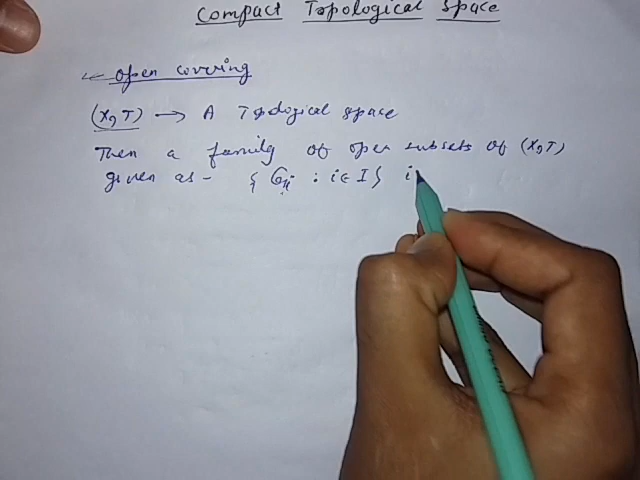 Compact Topological Space
← open covering
(X, T) → A Topological space
Then a family of open subsets of (X, T)
given as - { Gi : i ∈ I } i